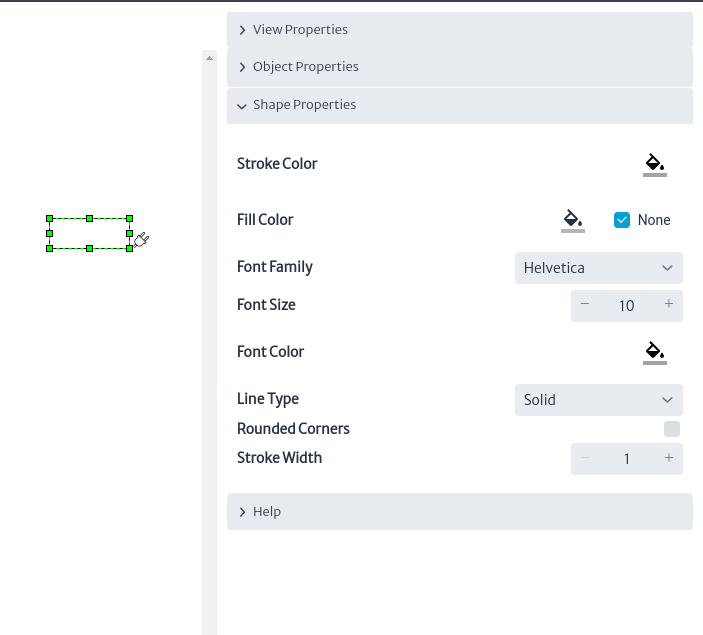 View Properties
Object Properties
Shape Properties
Stroke Color
Fill Color None
Font Family Helvetica
Font Size − 10 +
Font Color
Line Type Solid
Rounded Corners
Stroke Width − 1 +
Help